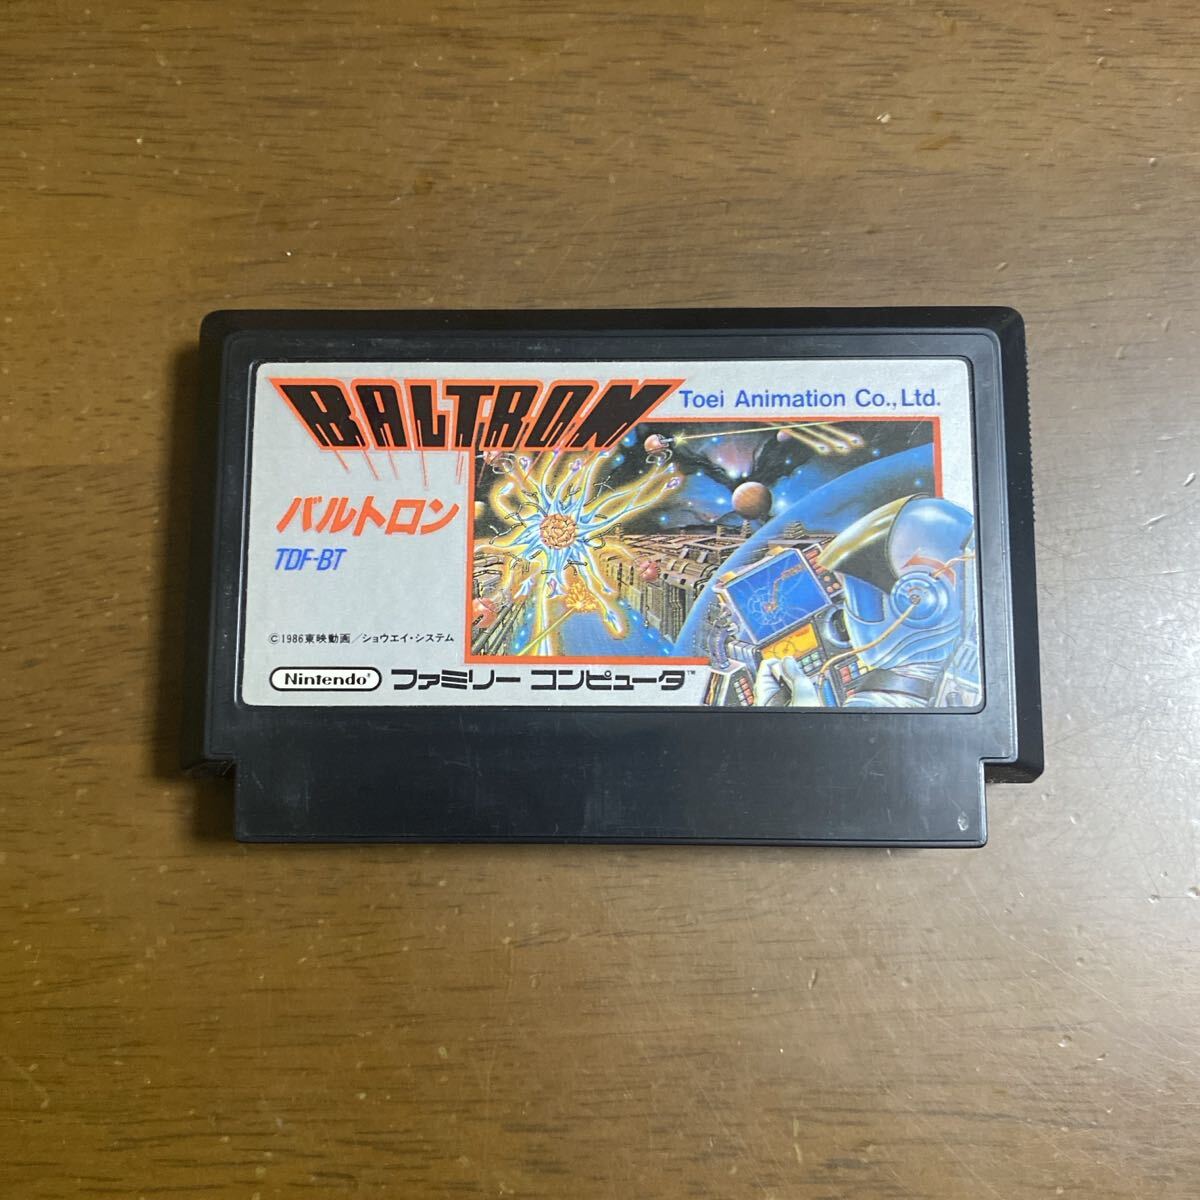 BALTRON
Toei Animation Co., Ltd.
バルトロン
TDF-BT
©1986東映動画/ショウエイ・システム
Nintendo® ファミリー コンピュータ™